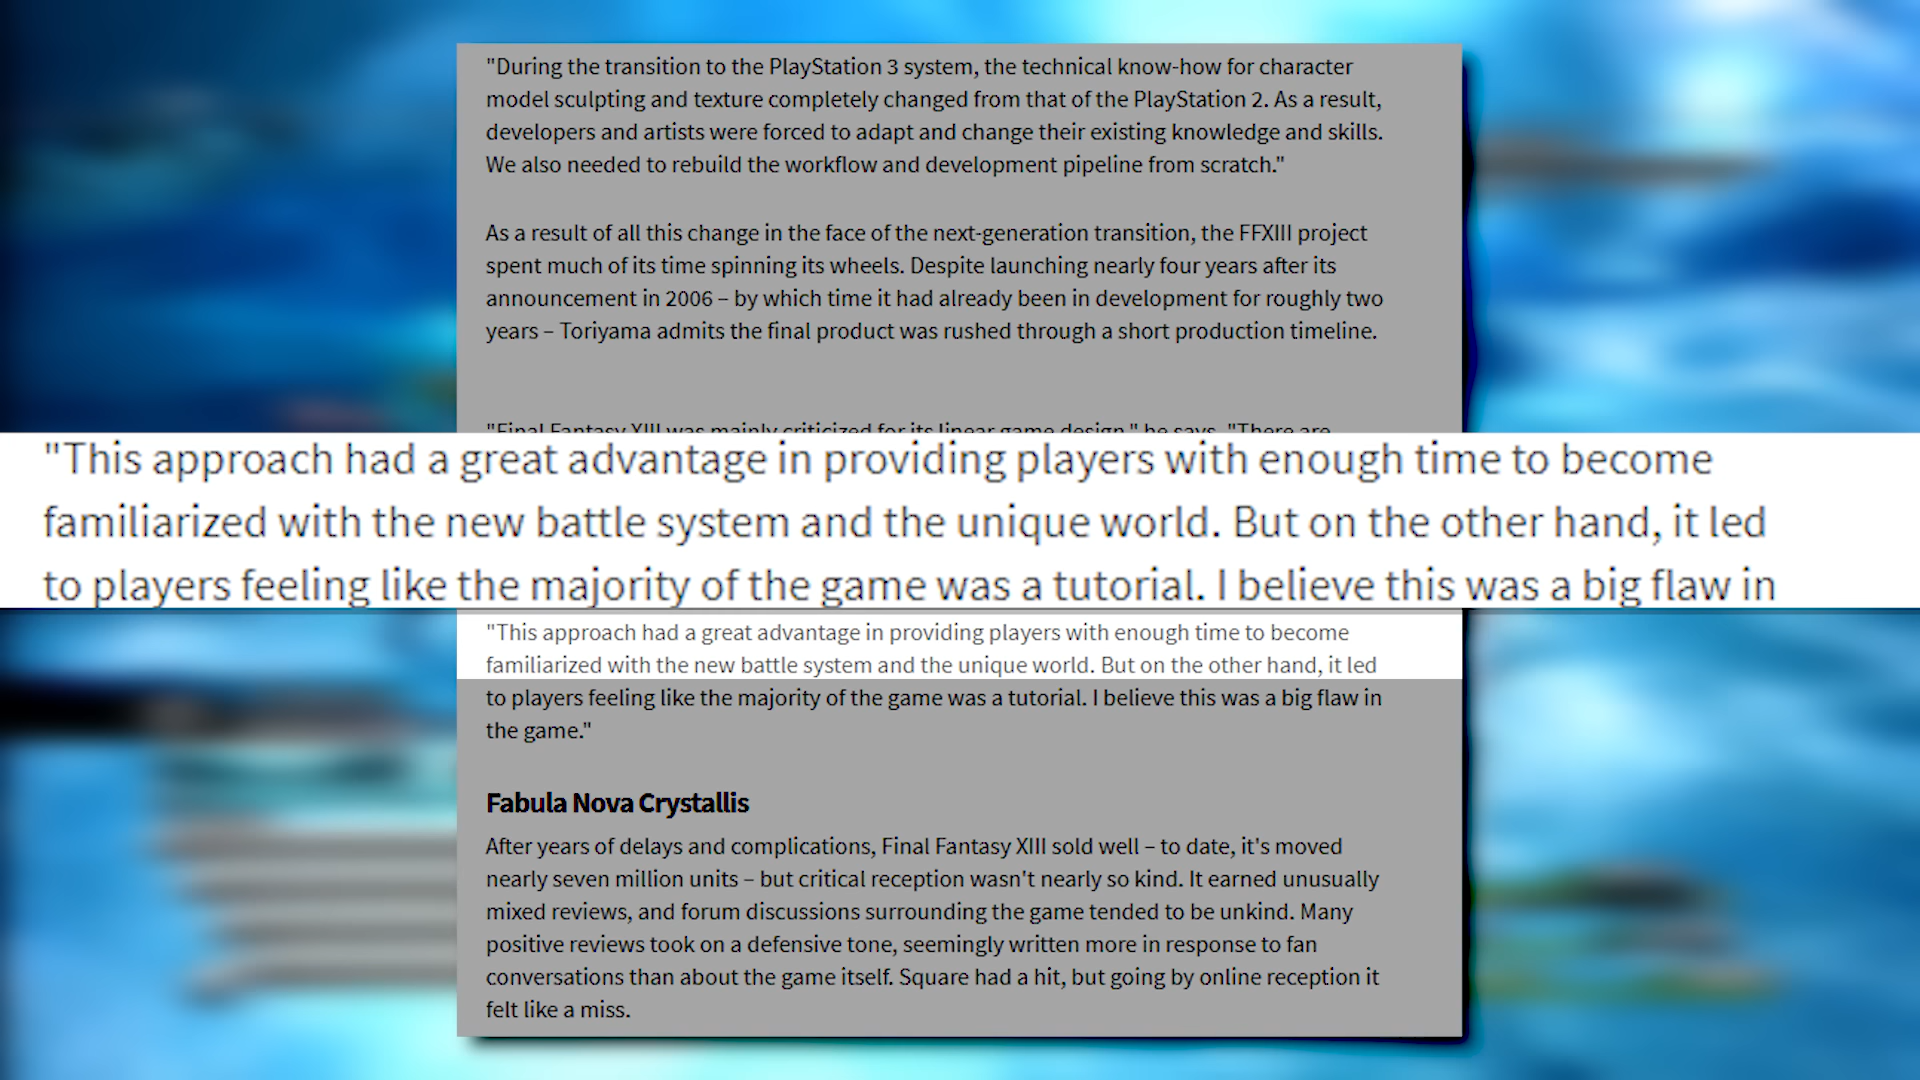 "During the transition to the PlayStation 3 system, the technical know-how for character
model sculpting and texture completely changed from that of the PlayStation 2. As a result,
developers and artists were forced to adapt and change their existing knowledge and skills.
We also needed to rebuild the workflow and development pipeline from scratch."
As a result of all this change in the face of the next-generation transition, the FFXIII project
spent much of its time spinning its wheels. Despite launching nearly four years after its
announcement in 2006 – by which time it had already been in development for roughly two
years – Toriyama admits the final product was rushed through a short production timeline.
"Final Fantasy XIII was mainly criticized for its linear game design," he says. "There are
"This approach had a great advantage in providing players with enough time to become
familiarized with the new battle system and the unique world. But on the other hand, it led
to players feeling like the majority of the game was a tutorial. I believe this was a big flaw in
"This approach had a great advantage in providing players with enough time to become
familiarized with the new battle system and the unique world. But on the other hand, it led
to players feeling like the majority of the game was a tutorial. I believe this was a big flaw in
the game."
Fabula Nova Crystallis
After years of delays and complications, Final Fantasy XIII sold well – to date, it's moved
nearly seven million units – but critical reception wasn't nearly so kind. It earned unusually
mixed reviews, and forum discussions surrounding the game tended to be unkind. Many
positive reviews took on a defensive tone, seemingly written more in response to fan
conversations than about the game itself. Square had a hit, but going by online reception it
felt like a miss.